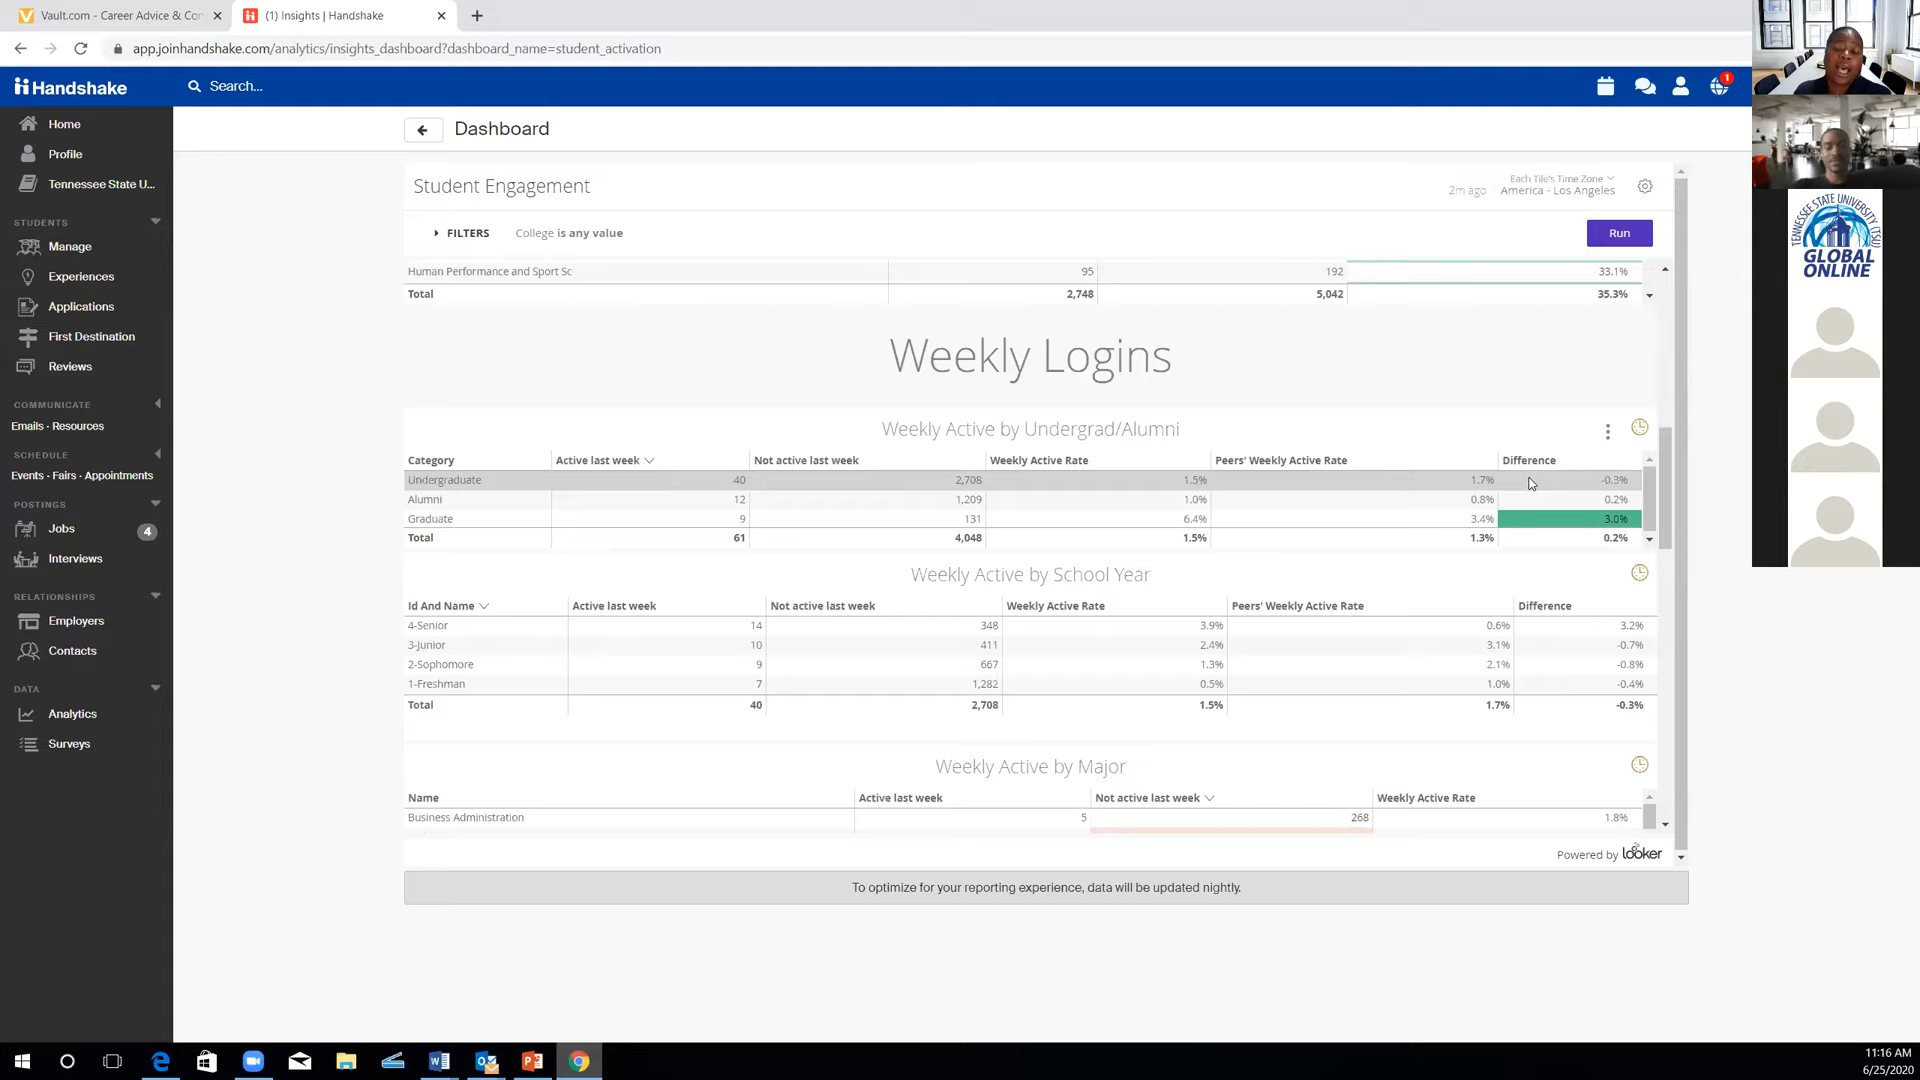 Vault.com - Career Advice & Cor
(1) Insights | Handshake
app.joinhandshake.com/analytics/insights_dashboard?dashboard_name=student_activation
Handshake
Search...
1
Home
Profile
Tennessee State U...
STUDENTS
Manage
Experiences
Applications
First Destination
Reviews
COMMUNICATE
Emails · Resources
SCHEDULE
Events · Fairs · Appointments
POSTINGS
Jobs 4
Interviews
RELATIONSHIPS
Employers
Contacts
DATA
Analytics
Surveys
Dashboard
Student Engagement
Each Tile's Time Zone
2m ago America - Los Angeles
FILTERS College is any value Run
Human Performance and Sport Sc 95 192 33.1%
Total 2,748 5,042 35.3%
Weekly Logins
Weekly Active by Undergrad/Alumni
Category Active last week Not active last week Weekly Active Rate Peers' Weekly Active Rate Difference
Undergraduate 40 2,708 1.5% 1.7% -0.3%
Alumni 12 1,209 1.0% 0.8% 0.2%
Graduate 9 131 6.4% 3.4% 3.0%
Total 61 4,048 1.5% 1.3% 0.2%
Weekly Active by School Year
Id And Name Active last week Not active last week Weekly Active Rate Peers' Weekly Active Rate Difference
4-Senior 14 348 3.9% 0.6% 3.2%
3-Junior 10 411 2.4% 3.1% -0.7%
2-Sophomore 9 667 1.3% 2.1% -0.8%
1-Freshman 7 1,282 0.5% 1.0% -0.4%
Total 40 2,708 1.5% 1.7% -0.3%
Weekly Active by Major
Name Active last week Not active last week Weekly Active Rate
Business Administration 5 268 1.8%
Powered by looker
To optimize for your reporting experience, data will be updated nightly.
TENNESSEE STATE UNIVERSITY (TSU)
GLOBAL
ONLINE
11:16 AM
6/25/2020